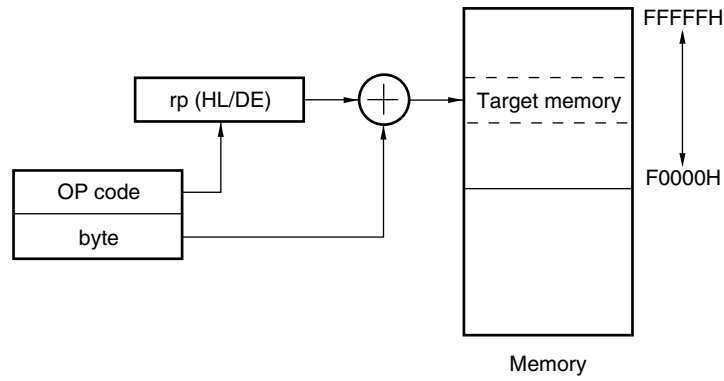 FFFFFH
rp (HL/DE)
Target memory
OP code
F0000H
byte
Memory